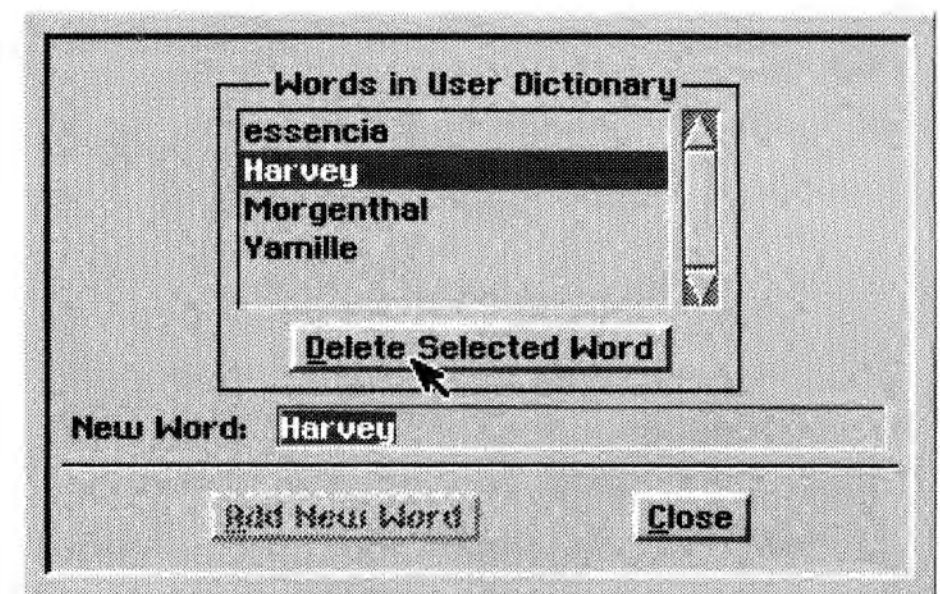 Words in User Dictionary
essencia
Harvey
Morgenthal
Yamille
Delete Selected Word
New Word: Harvey
Add New Word Close